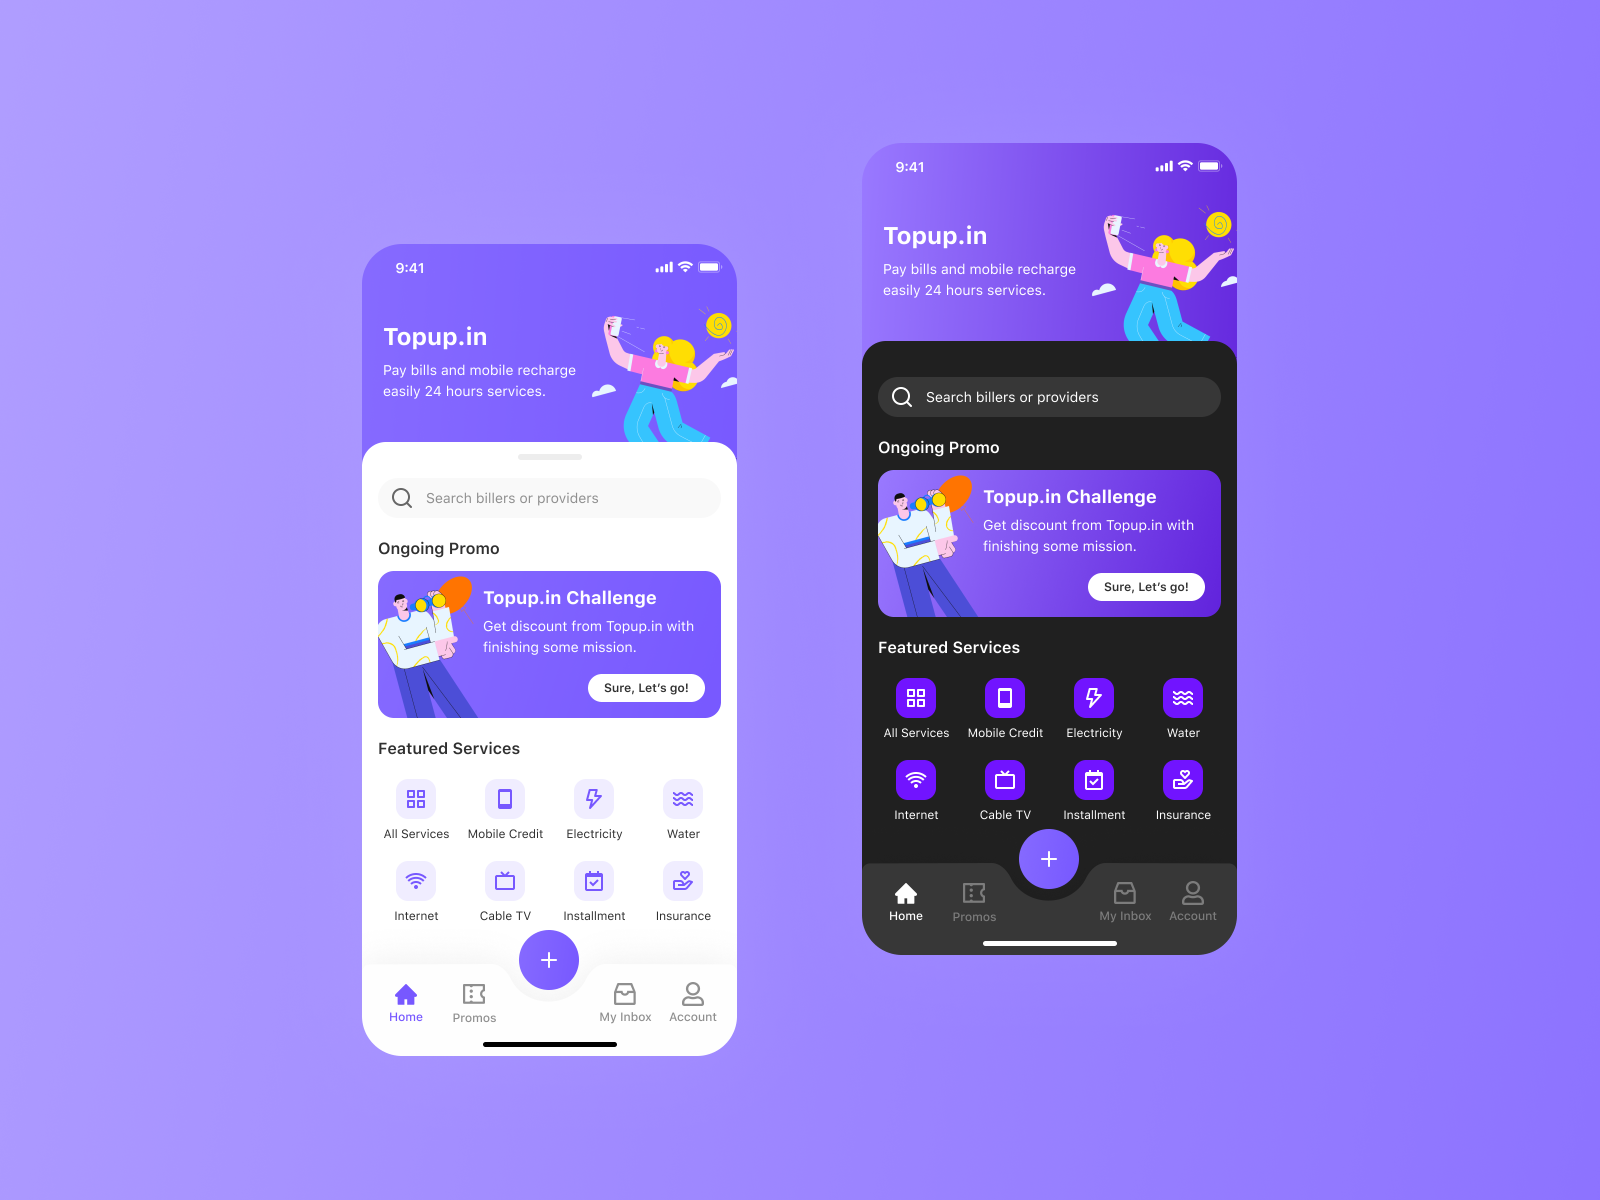 9:41
Topup.in
Pay bills and mobile recharge
easily 24 hours services.
Search billers or providers
Ongoing Promo
Topup.in Challenge
Get discount from Topup.in with
finishing some mission.
Sure, Let's go!
Featured Services
All Services Mobile Credit Electricity Water
Internet Cable TV Installment Insurance
Home Promos My Inbox Account
9:41
Topup.in
Pay bills and mobile recharge
easily 24 hours services.
Search billers or providers
Ongoing Promo
Topup.in Challenge
Get discount from Topup.in with
finishing some mission.
Sure, Let's go!
Featured Services
All Services Mobile Credit Electricity Water
Internet Cable TV Installment Insurance
Home Promos My Inbox Account